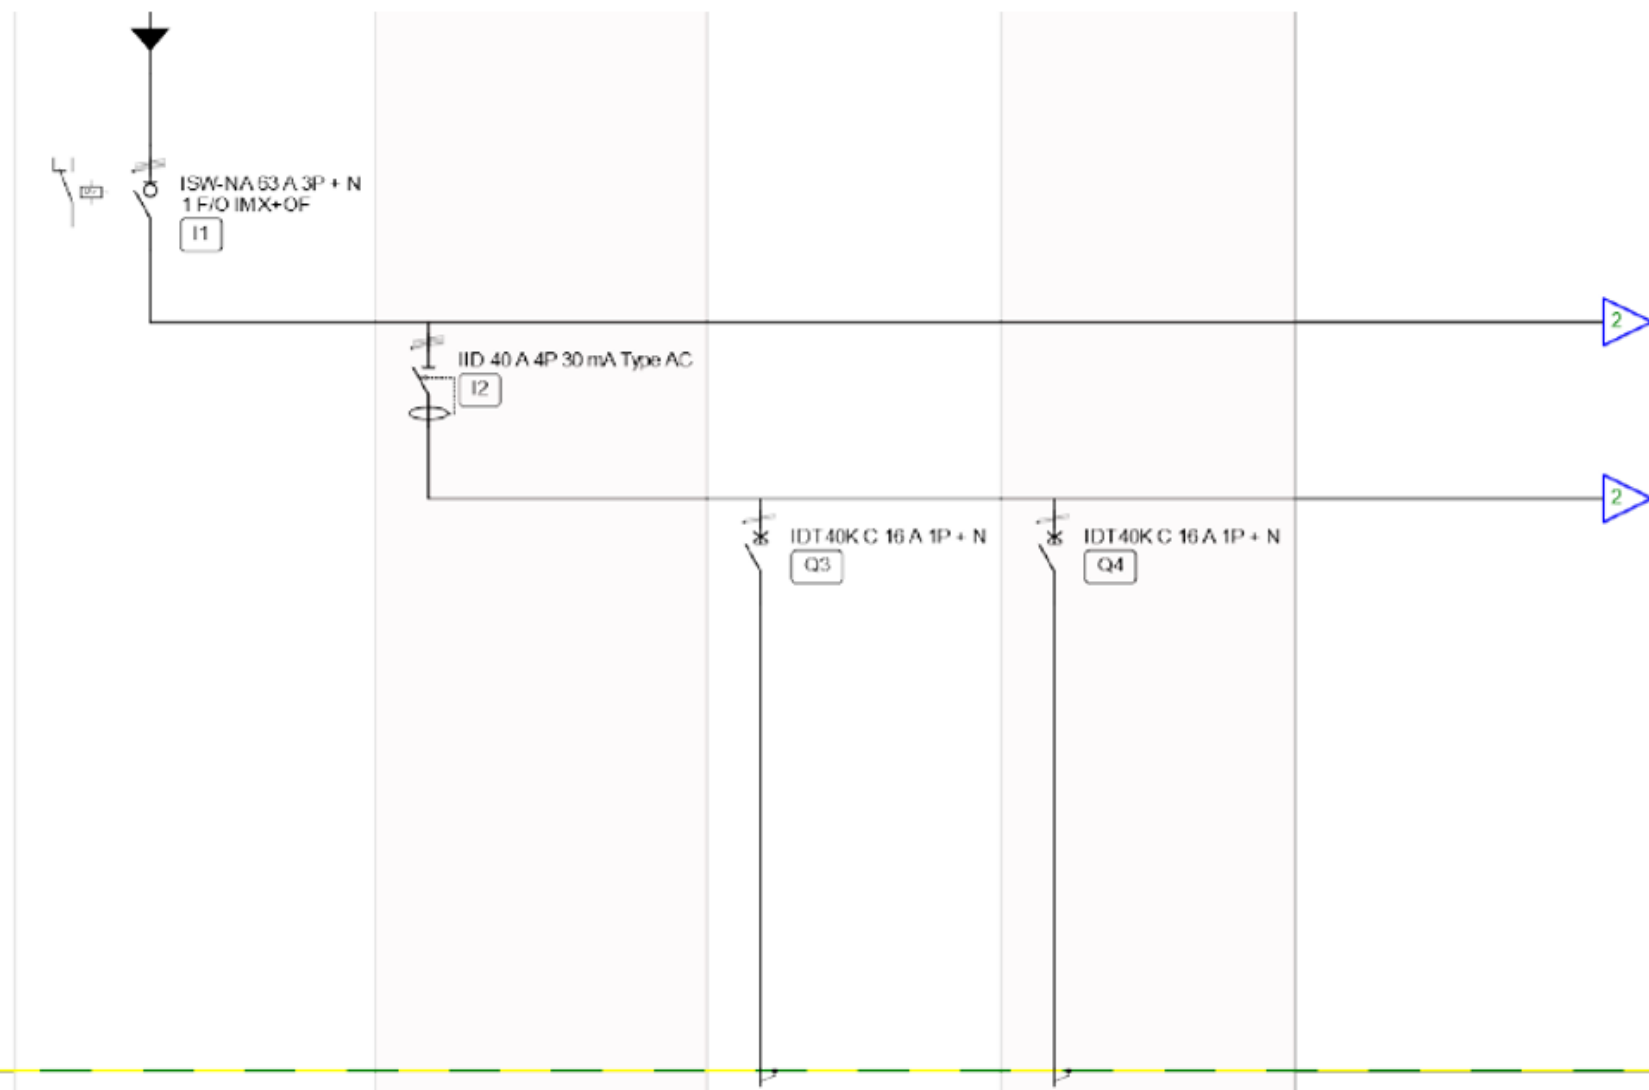 ISW-NA 63 A 3P + N
1 F/O IMX+OF
I1
2
IID 40 A 4P 30 mA Type AC
I2
2
IDT40K C 16 A 1P + N
Q3
IDT40K C 16 A 1P + N
Q4